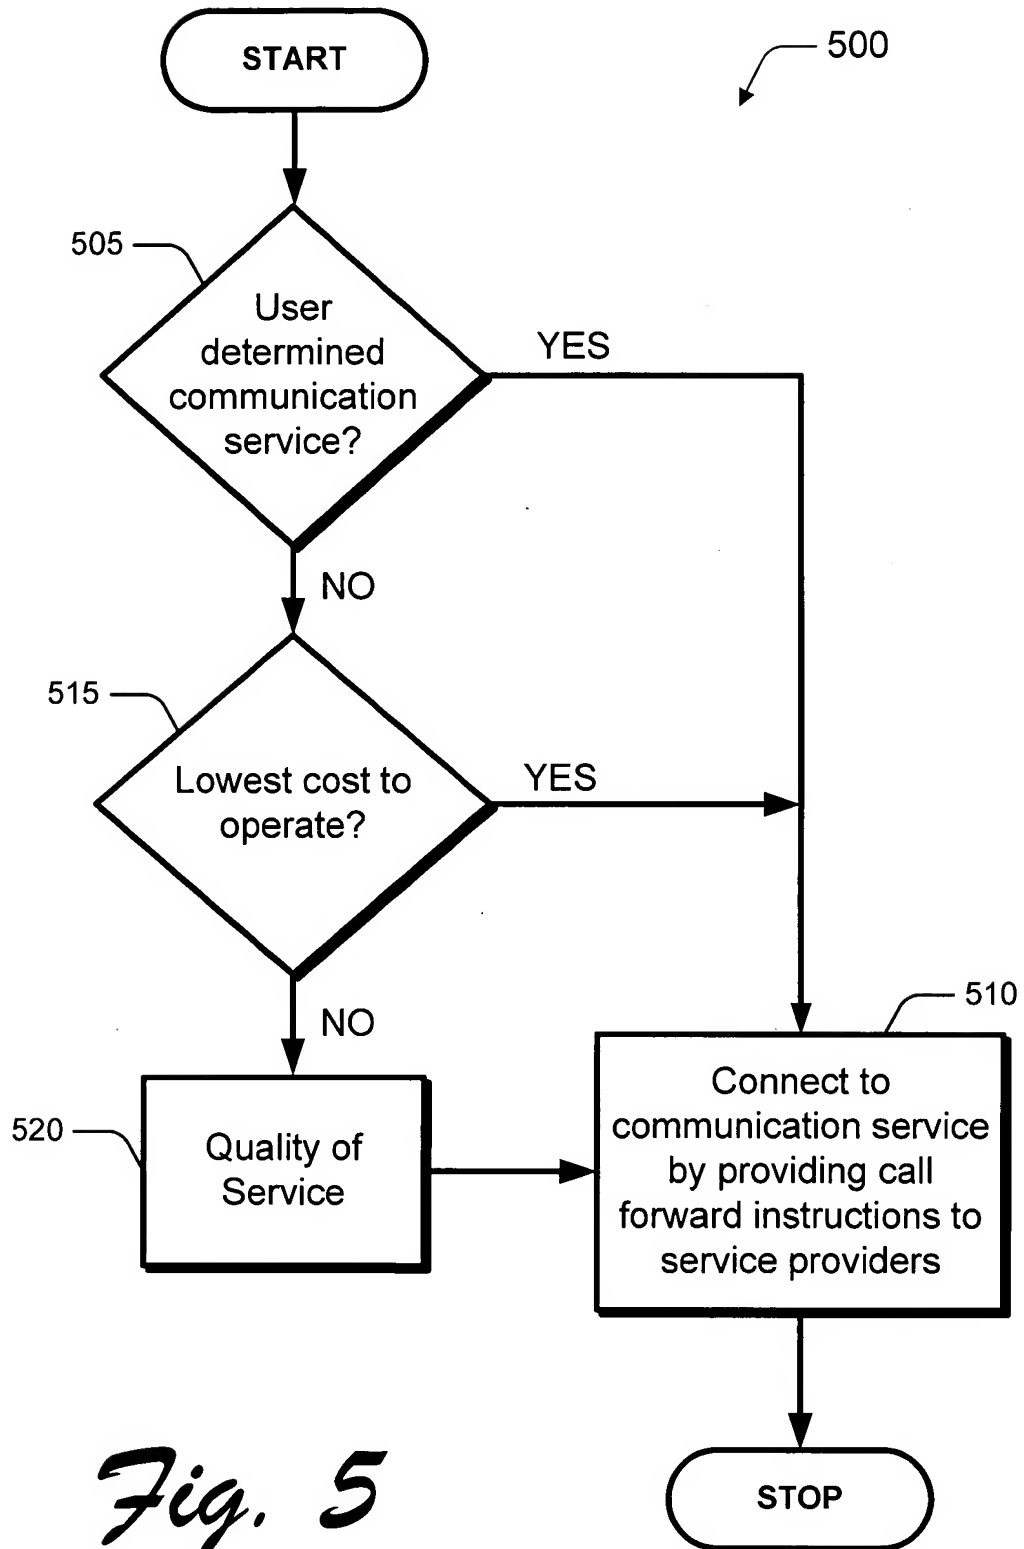 START
500
505
User
determined
communication
service?
YES
NO
515
Lowest cost to
operate?
YES
NO
510
520
Quality of
Service
Connect to
communication service
by providing call
forward instructions to
service providers
Fig. 5
STOP